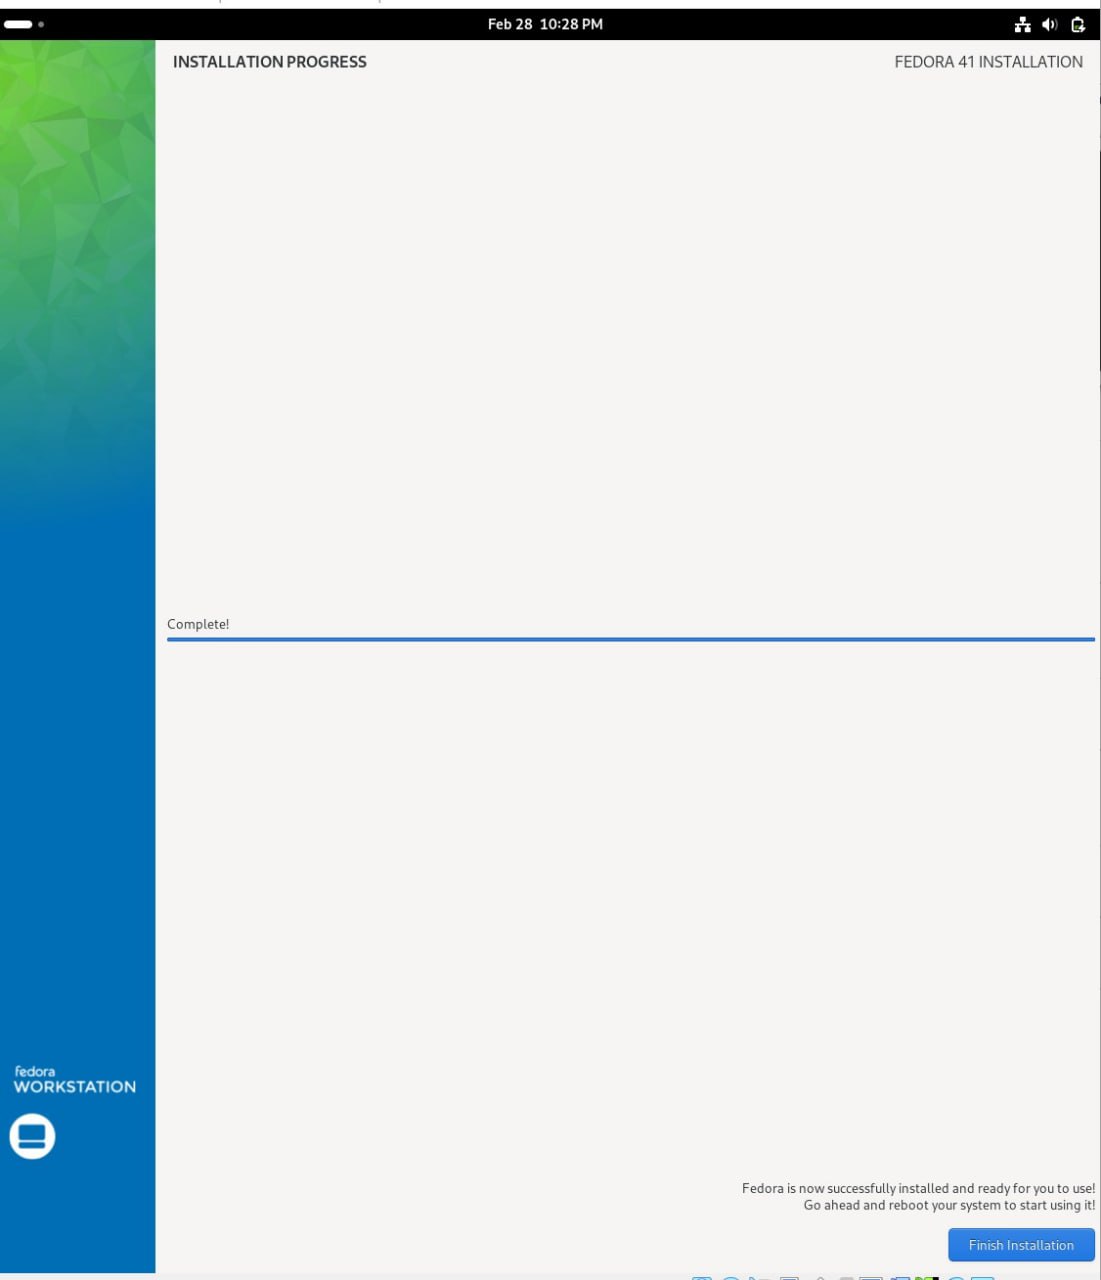 Feb 28 10:28 PM
INSTALLATION PROGRESS
FEDORA 41 INSTALLATION
Complete!
fedora
WORKSTATION
Fedora is now successfully installed and ready for you to use!
Go ahead and reboot your system to start using it!
Finish Installation